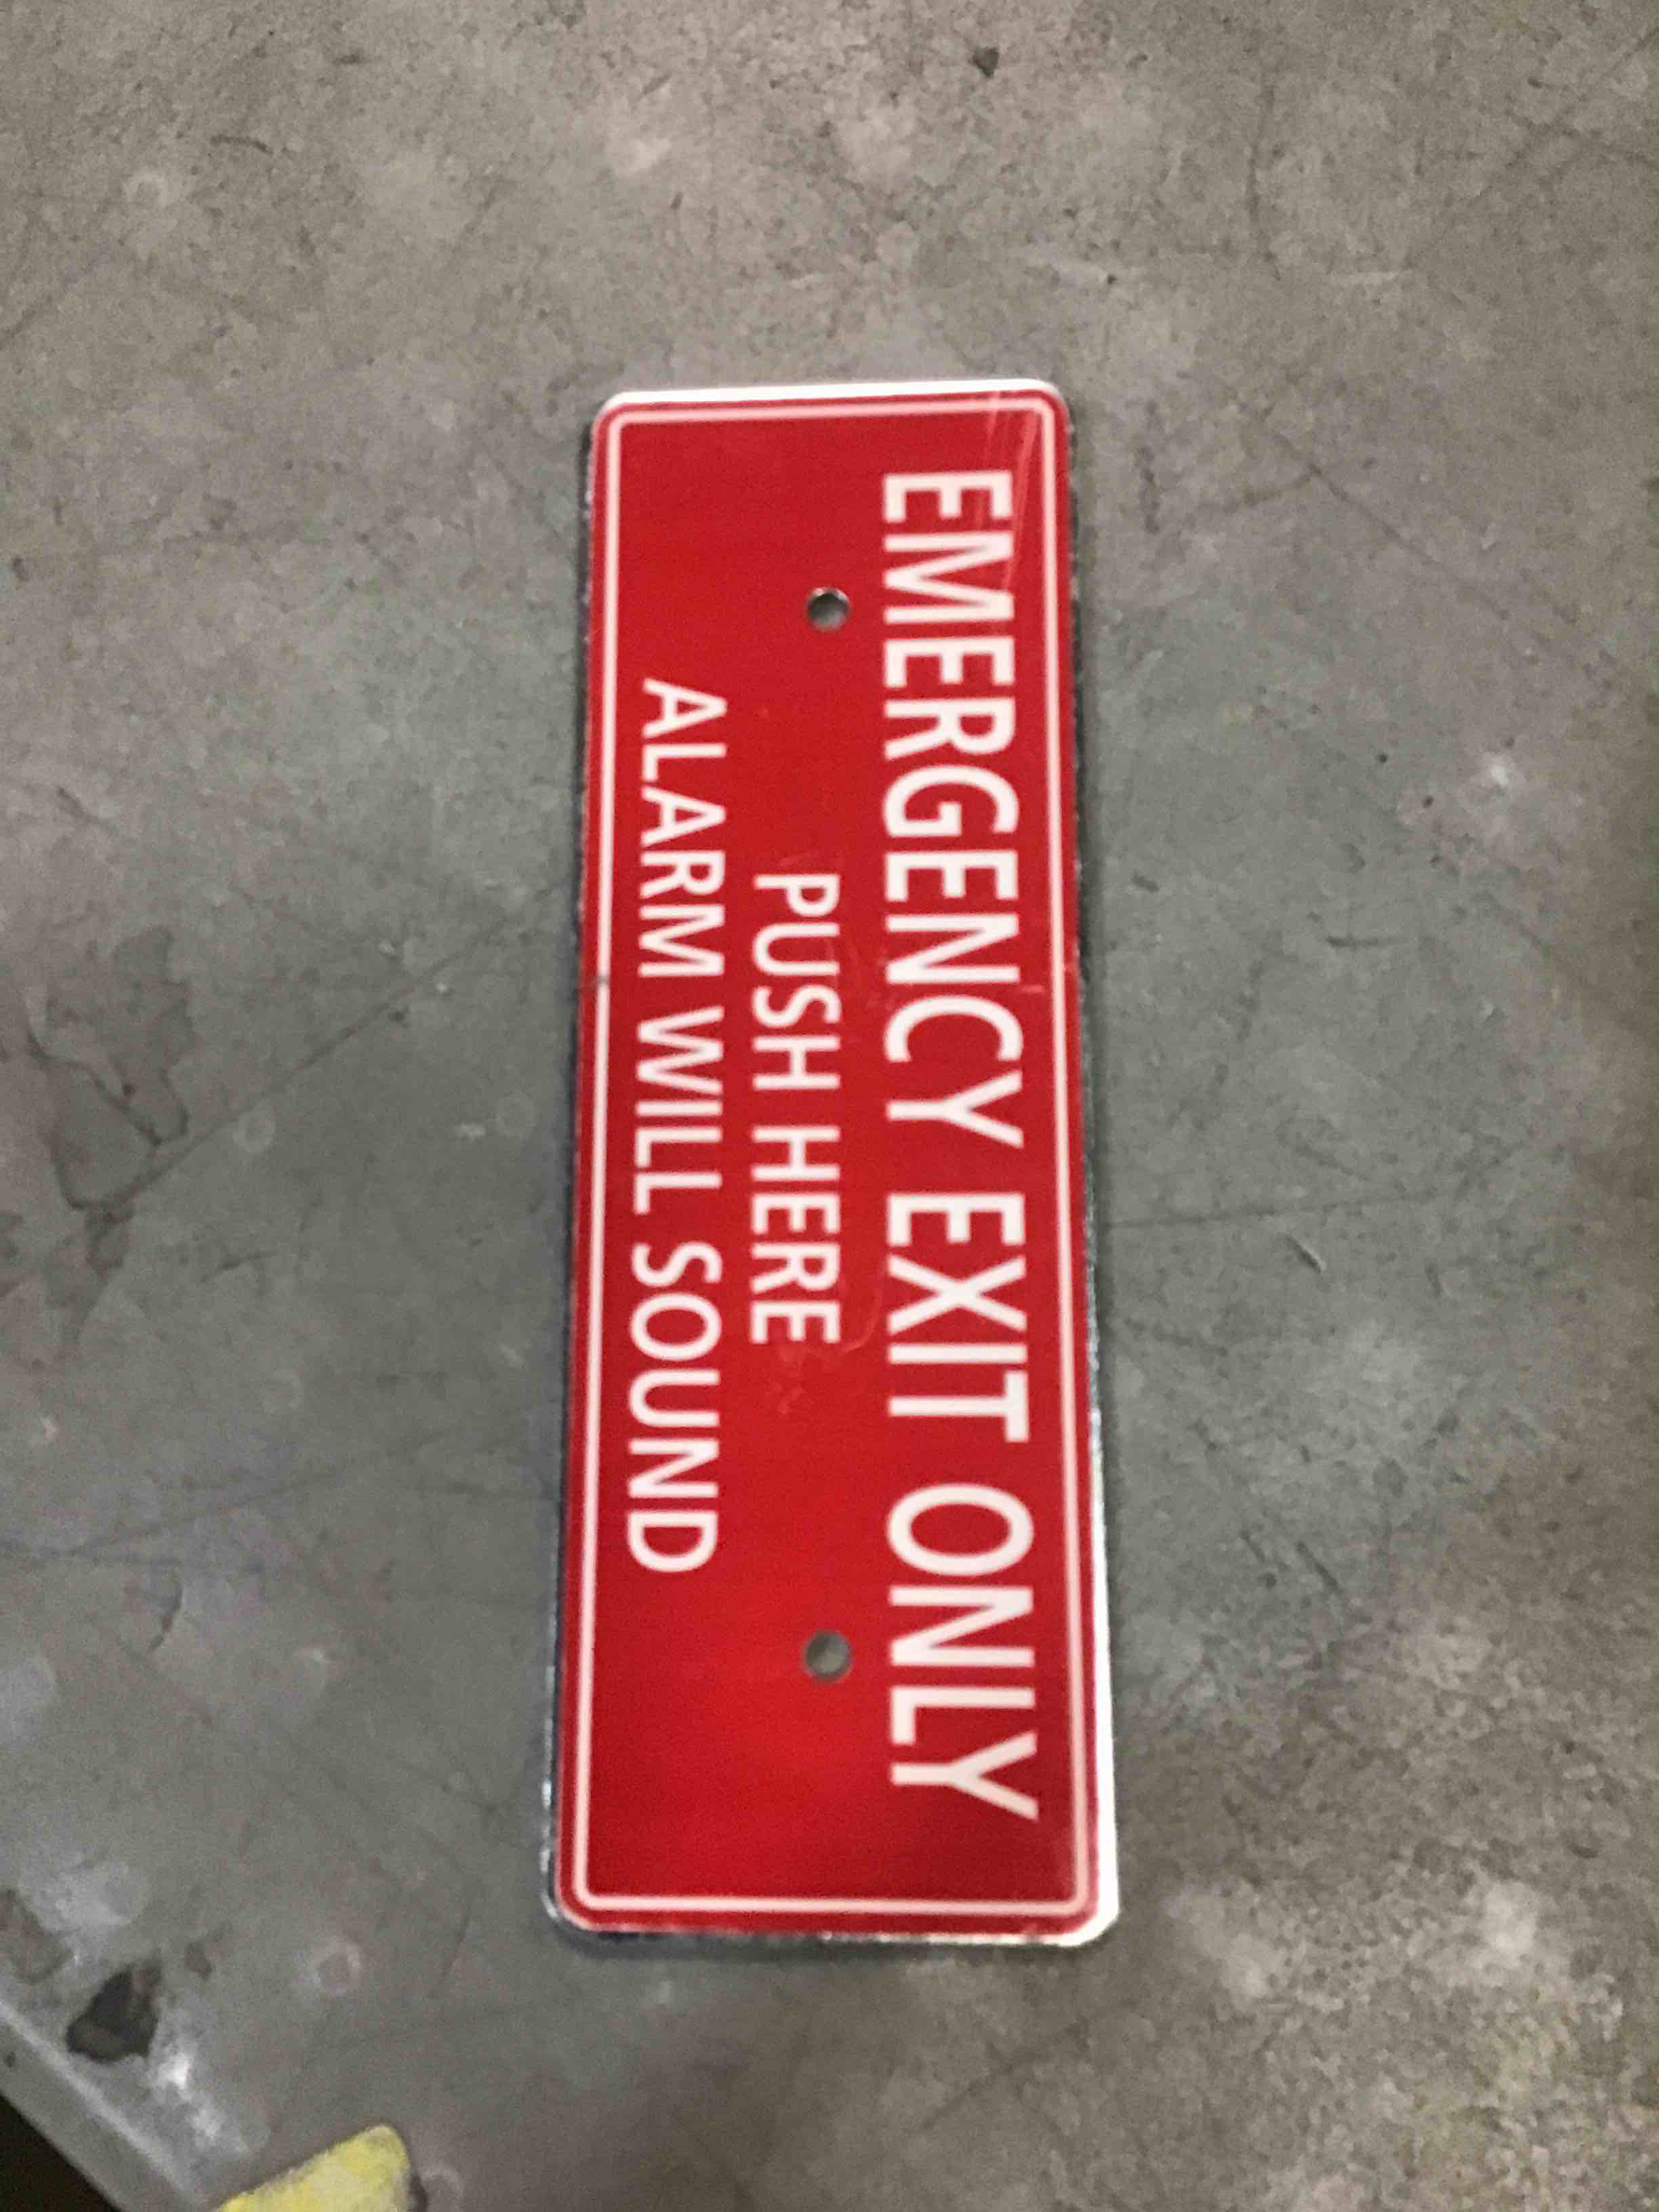 EMERGENCY EXIT ONLY
PUSH HERE
ALARM WILL SOUND